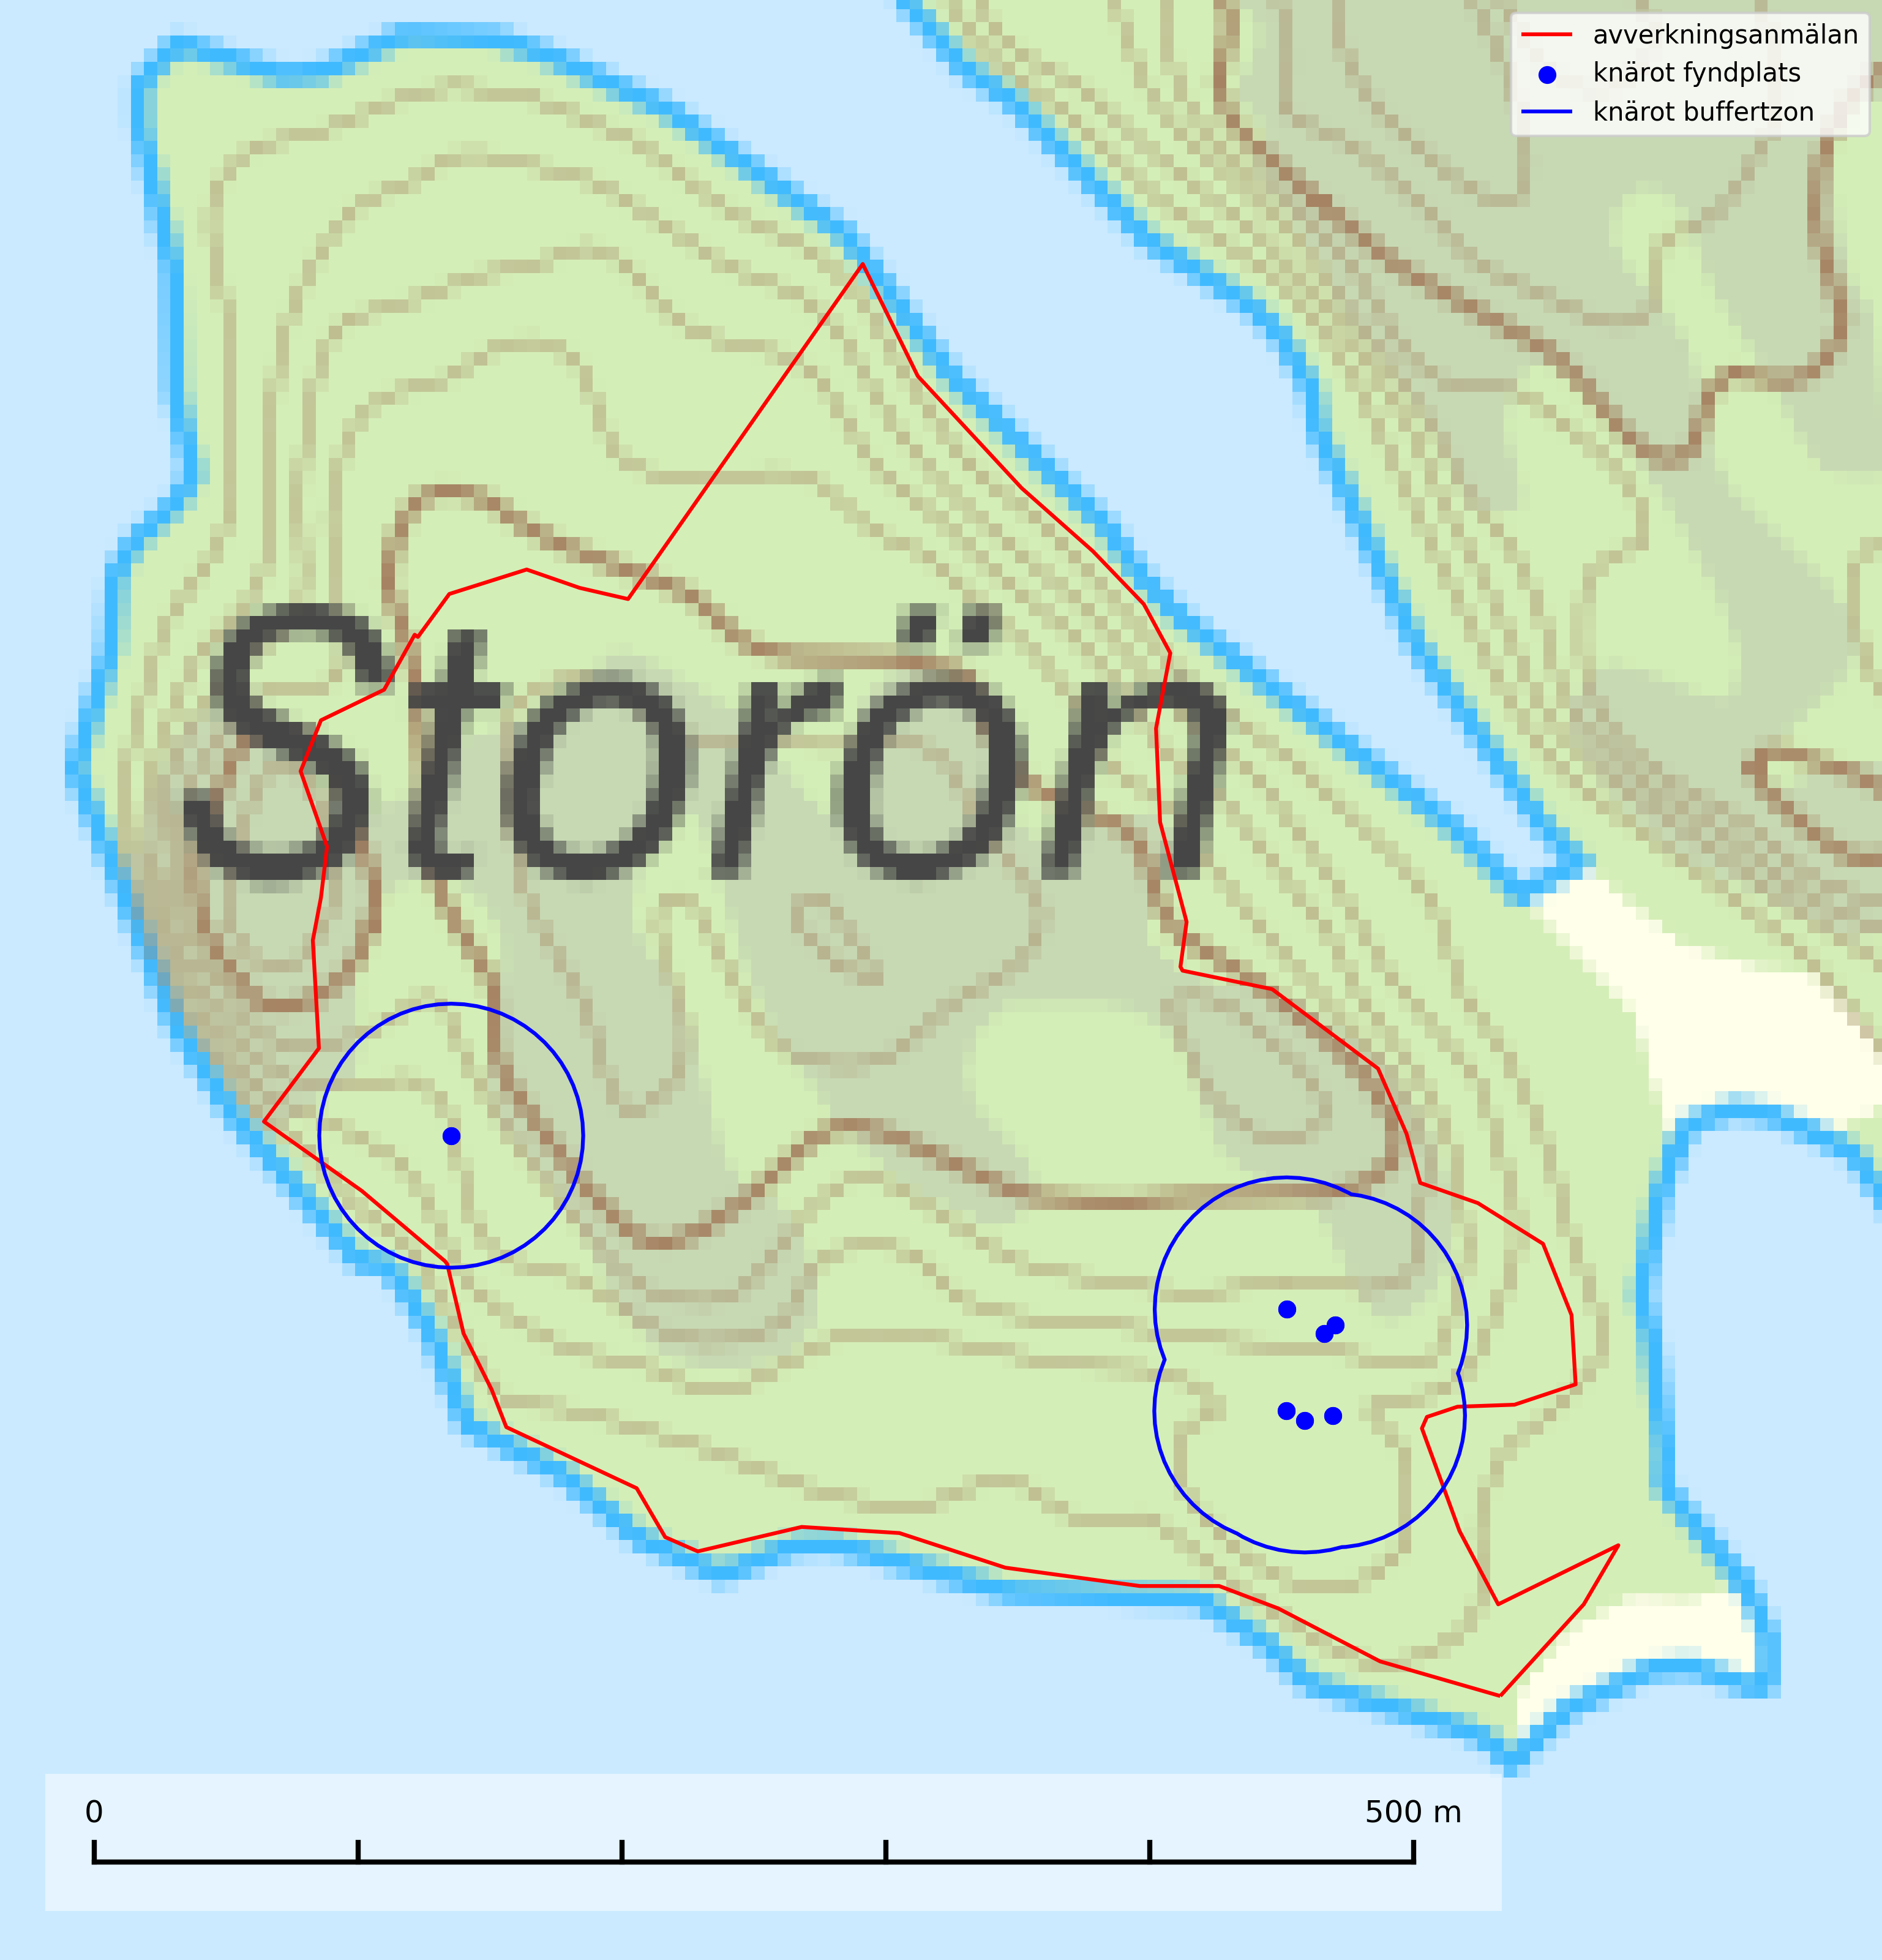 avverkningsanmälan
knärot fyndplats
knärot buffertzon
Storön
0 500 m